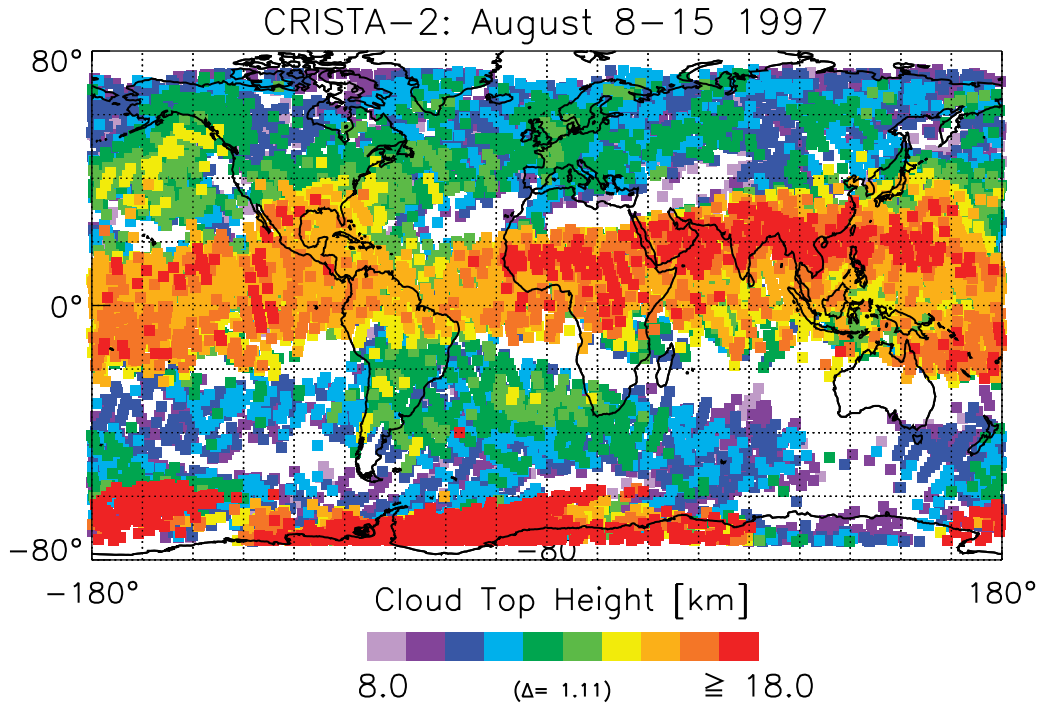 CRISTA-2: August 8-15 1997
80°
0°
-80°
-80
-180°
180°
Cloud Top Height [km]
8.0
(Δ= 1.11)
≧ 18.0